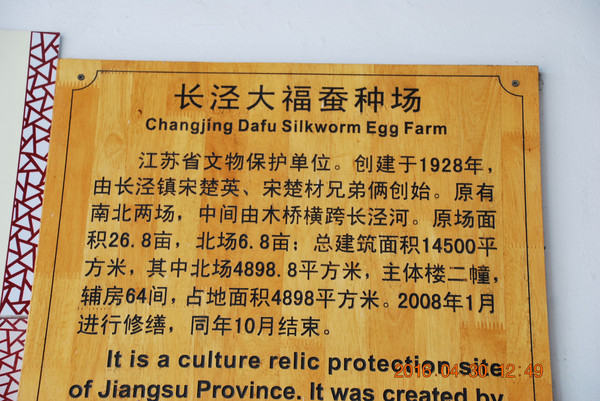 长泾大福蚕种场
Changjing Dafu Silkworm Egg Farm
江苏省文物保护单位。创建于1928年，
由长泾镇宋楚英、宋楚材兄弟俩创始。原有
南北两场，中间由木桥横跨长泾河。原场面
积26.8亩，北场6.8亩；总建筑面积14500平
方米，其中北场4898.8平方米，主体楼二幢，
辅房64间，占地面积4898平方米。2008年1月
进行修缮，同年10月结束。
It is a culture relic protection site
of Jiangsu Province. It was created by
04-30 12:49